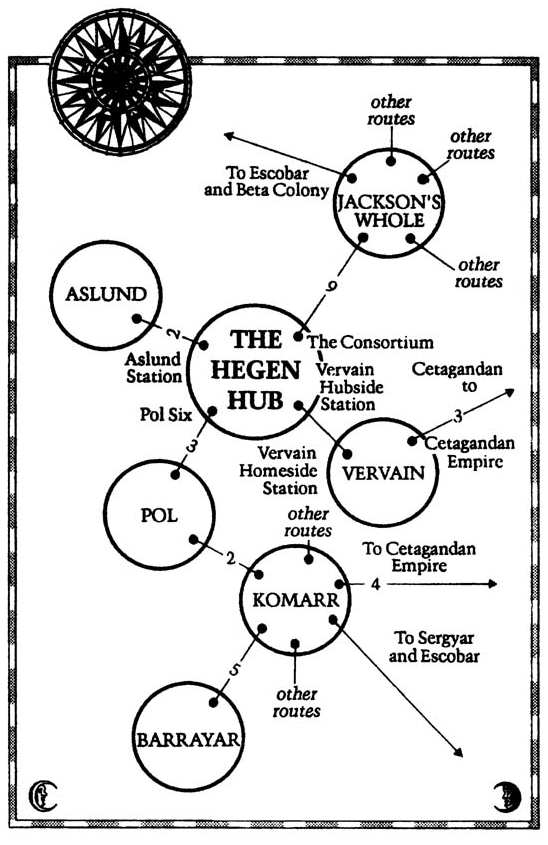 other
routes
other
routes
To Escobar
and Beta Colony
JACKSON'S
WHOLE
other
routes
9
ASLUND
2
Aslund
Station
THE
HEGEN
HUB
The Consortium
Vervain
Hubside
Station
Cetagandan
to
3
Cetagandan
Empire
Pol Six
3
Vervain
Homeside
Station
VERVAIN
POL
2
other
routes
To Cetagandan
Empire
4
KOMARR
To Sergyar
and Escobar
5
other
routes
BARRAYAR